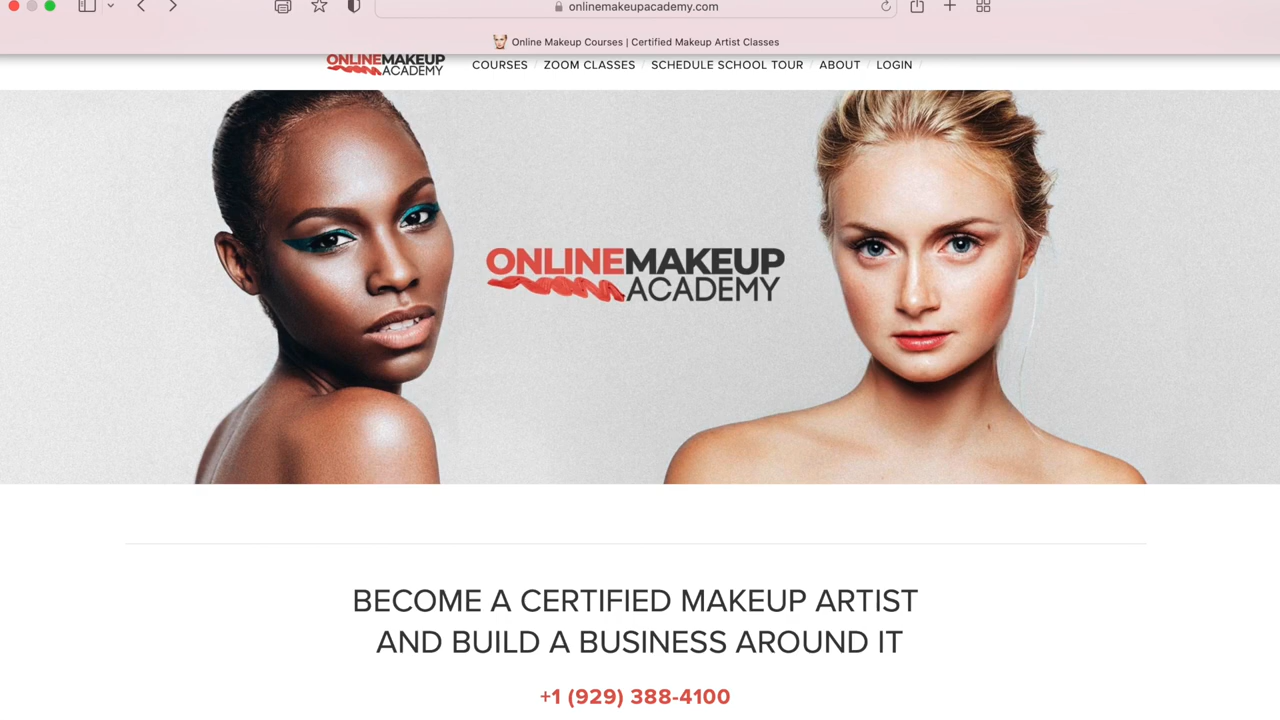 onlinemakeupacademy.com
Online Makeup Courses | Certified Makeup Artist Classes
ONLINEMAKEUP
ACADEMY
COURSES / ZOOM CLASSES / SCHEDULE SCHOOL TOUR / ABOUT / LOGIN /
ONLINEMAKEUP
ACADEMY
BECOME A CERTIFIED MAKEUP ARTIST
AND BUILD A BUSINESS AROUND IT
+1 (929) 388-4100